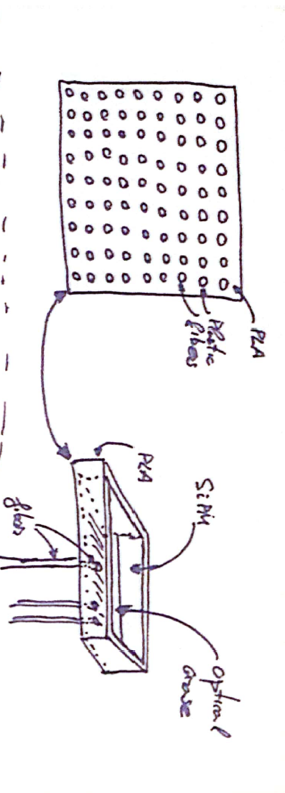 PLA
Plastic
fibers
PLA
SiPM
fibers
Optical
Grease